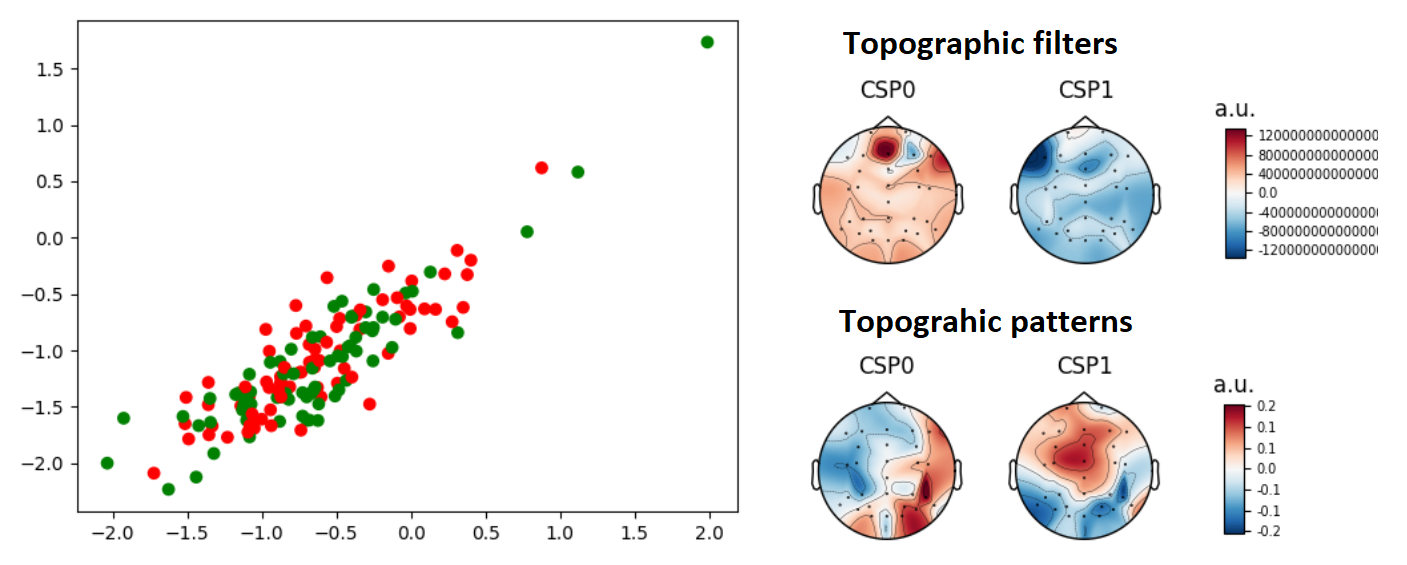 1.5
1.0
0.5
0.0
−0.5
−1.0
−1.5
−2.0
−2.0 −1.5 −1.0 −0.5 0.0 0.5 1.0 1.5 2.0
Topographic filters
CSP0 CSP1
a.u.
Topograhic patterns
CSP0 CSP1
a.u.
0.2
0.1
0.1
0.0
-0.1
-0.1
-0.2